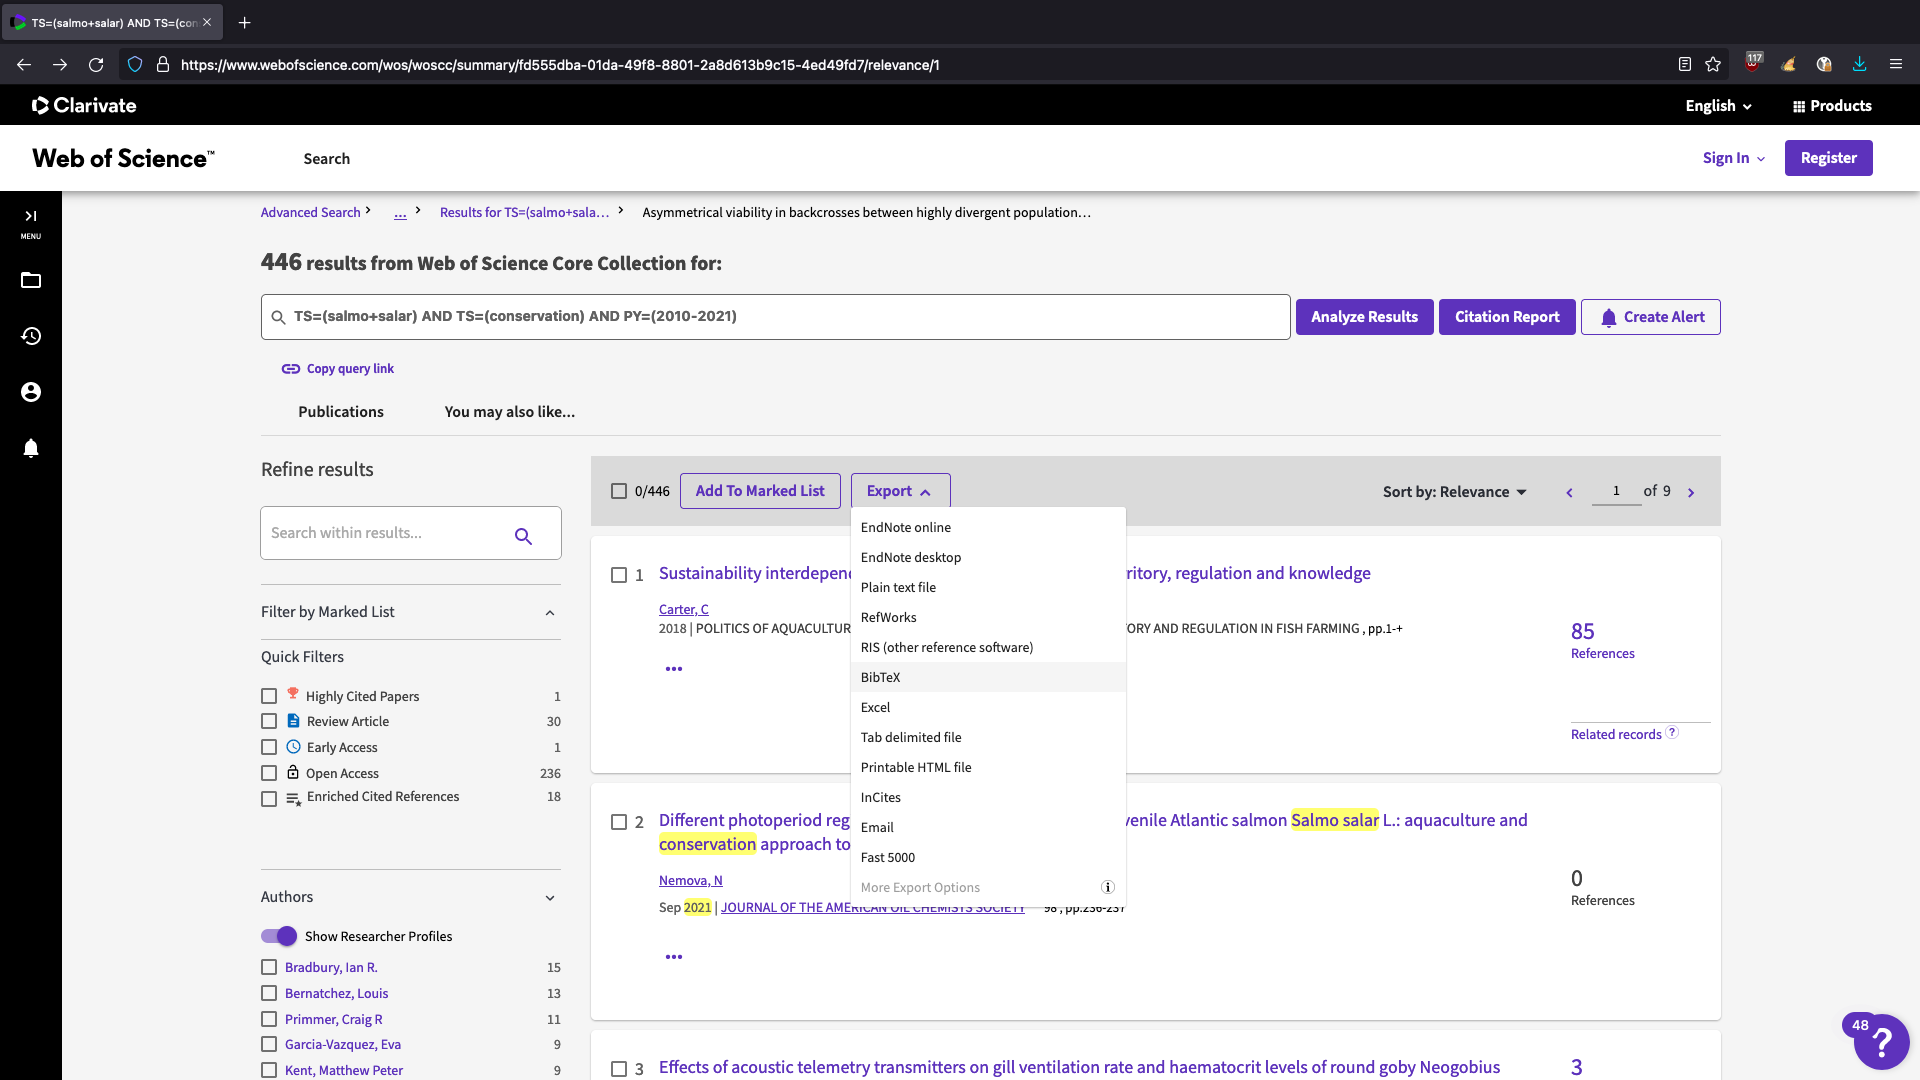 TS=(salmo+salar) AND TS=(con
117
https://www.webofscience.com/wos/woscc/summary/fd555dba-01da-49f8-8801-2a8d613b9c15-4ed49fd7/relevance/1
Clarivate
English
Products
Web of Science™
Search
Sign In
Register
MENU
Advanced Search
...
Results for TS=(salmo+sala...
Asymmetrical viability in backcrosses between highly divergent population...
446 results from Web of Science Core Collection for:
TS=(salmo+salar) AND TS=(conservation) AND PY=(2010-2021)
Analyze Results
Citation Report
Create Alert
Copy query link
Publications
You may also like...
Refine results
Search within results...
Filter by Marked List
Quick Filters
Highly Cited Papers 1
Review Article 30
Early Access 1
Open Access 236
Enriched Cited References 18
Authors
Show Researcher Profiles
Bradbury, Ian R. 15
Bernatchez, Louis 13
Primmer, Craig R 11
Garcia-Vazquez, Eva 9
Kent, Matthew Peter 9
0/446
Add To Marked List
Export
Sort by: Relevance
1 of 9
EndNote online
EndNote desktop
Plain text file
RefWorks
RIS (other reference software)
BibTeX
Excel
Tab delimited file
Printable HTML file
InCites
Email
Fast 5000
More Export Options
1 Sustainability interdepen ritory, regulation and knowledge
Carter, C
2018 | POLITICS OF AQUACULTUR ORY AND REGULATION IN FISH FARMING , pp.1-+
85
References
Related records ?
2 Different photoperiod reg venile Atlantic salmon Salmo salar L.: aquaculture and
conservation approach to
Nemova, N
Sep 2021 | JOURNAL OF THE AMERICAN OIL CHEMISTS SOCIETY 98 , pp.236-237
0
References
3 Effects of acoustic telemetry transmitters on gill ventilation rate and haematocrit levels of round goby Neogobius
3
48
?